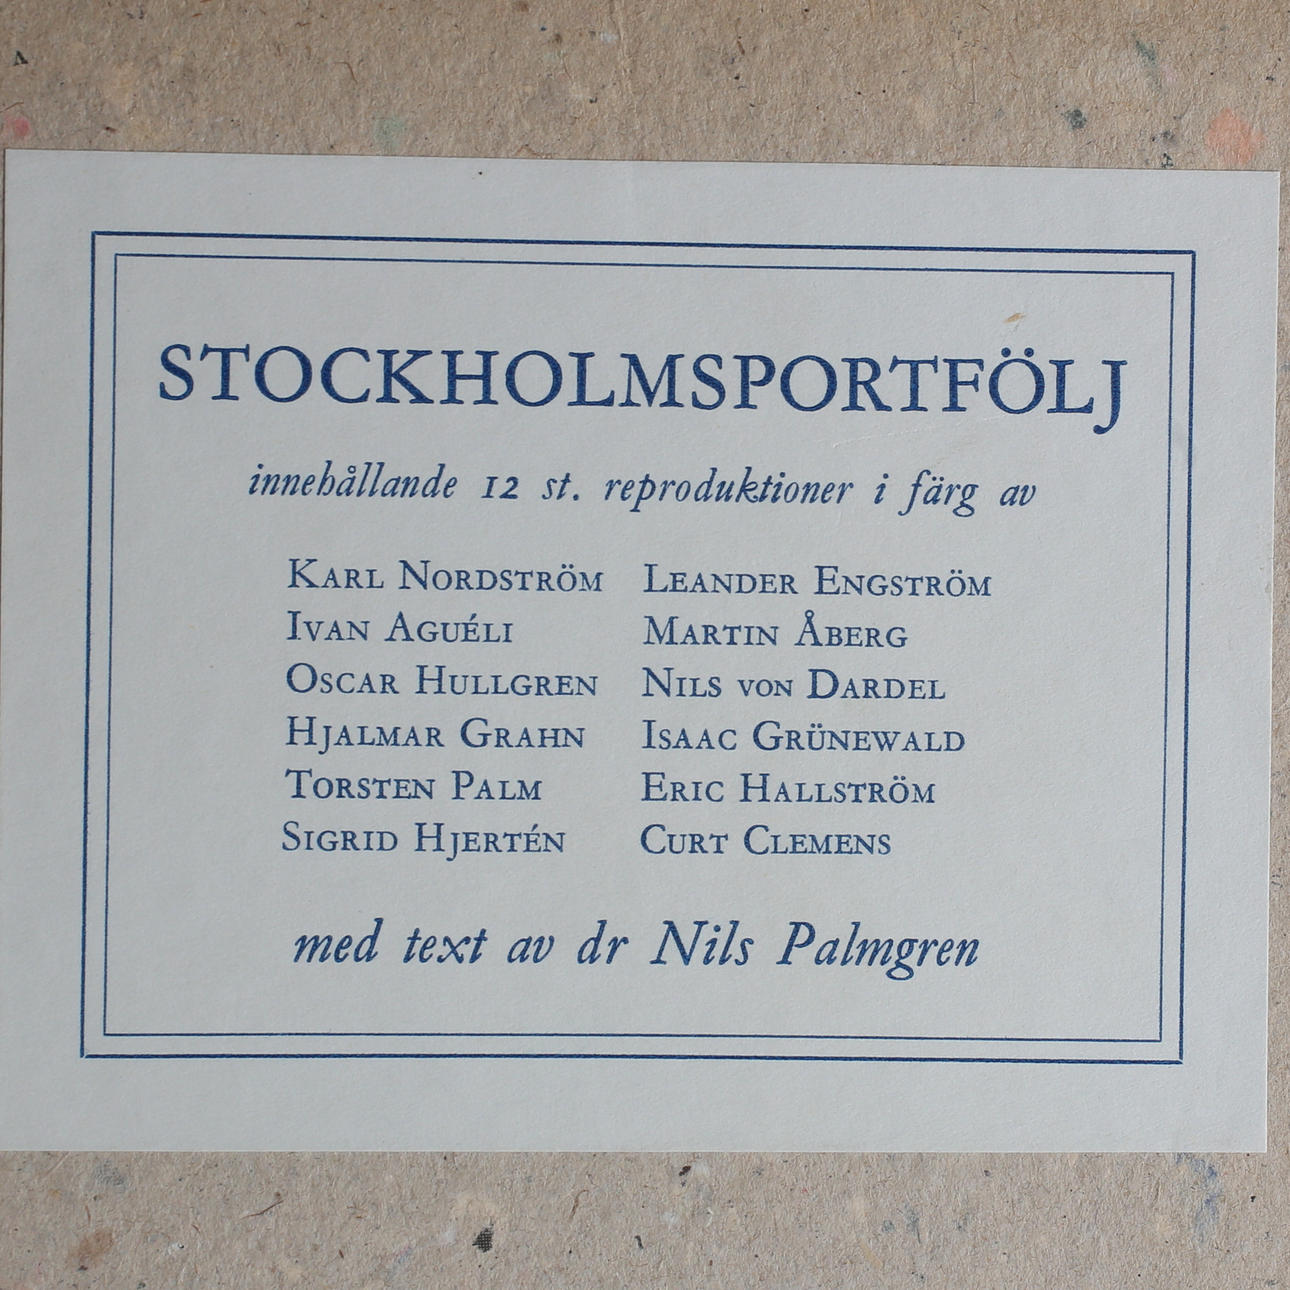 STOCKHOLMSPORTFÖLJ
innehållande 12 st. reproduktioner i färg av
KARL NORDSTRÖM LEANDER ENGSTRÖM
IVAN AGUÉLI MARTIN ÅBERG
OSCAR HULLGREN NILS VON DARDEL
HJALMAR GRAHN ISAAC GRÜNEWALD
TORSTEN PALM ERIC HALLSTRÖM
SIGRID HJERTÉN CURT CLEMENS
med text av dr Nils Palmgren